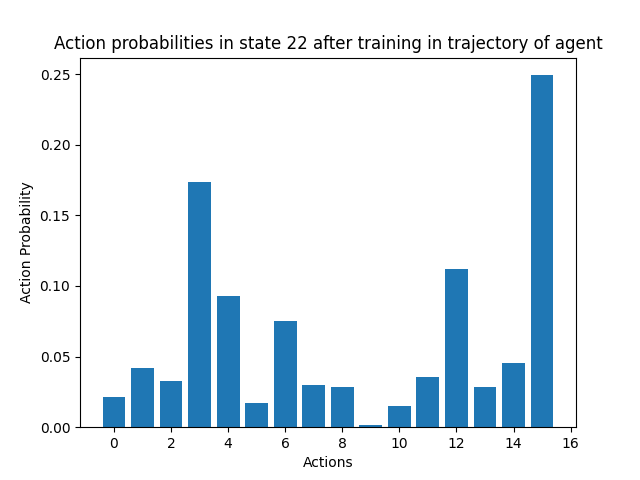 Action probabilities in state 22 after training in trajectory of agent
0.25
0.20
0.15
0.10
0.05
0.00
Action Probability
0 2 4 6 8 10 12 14 16
Actions